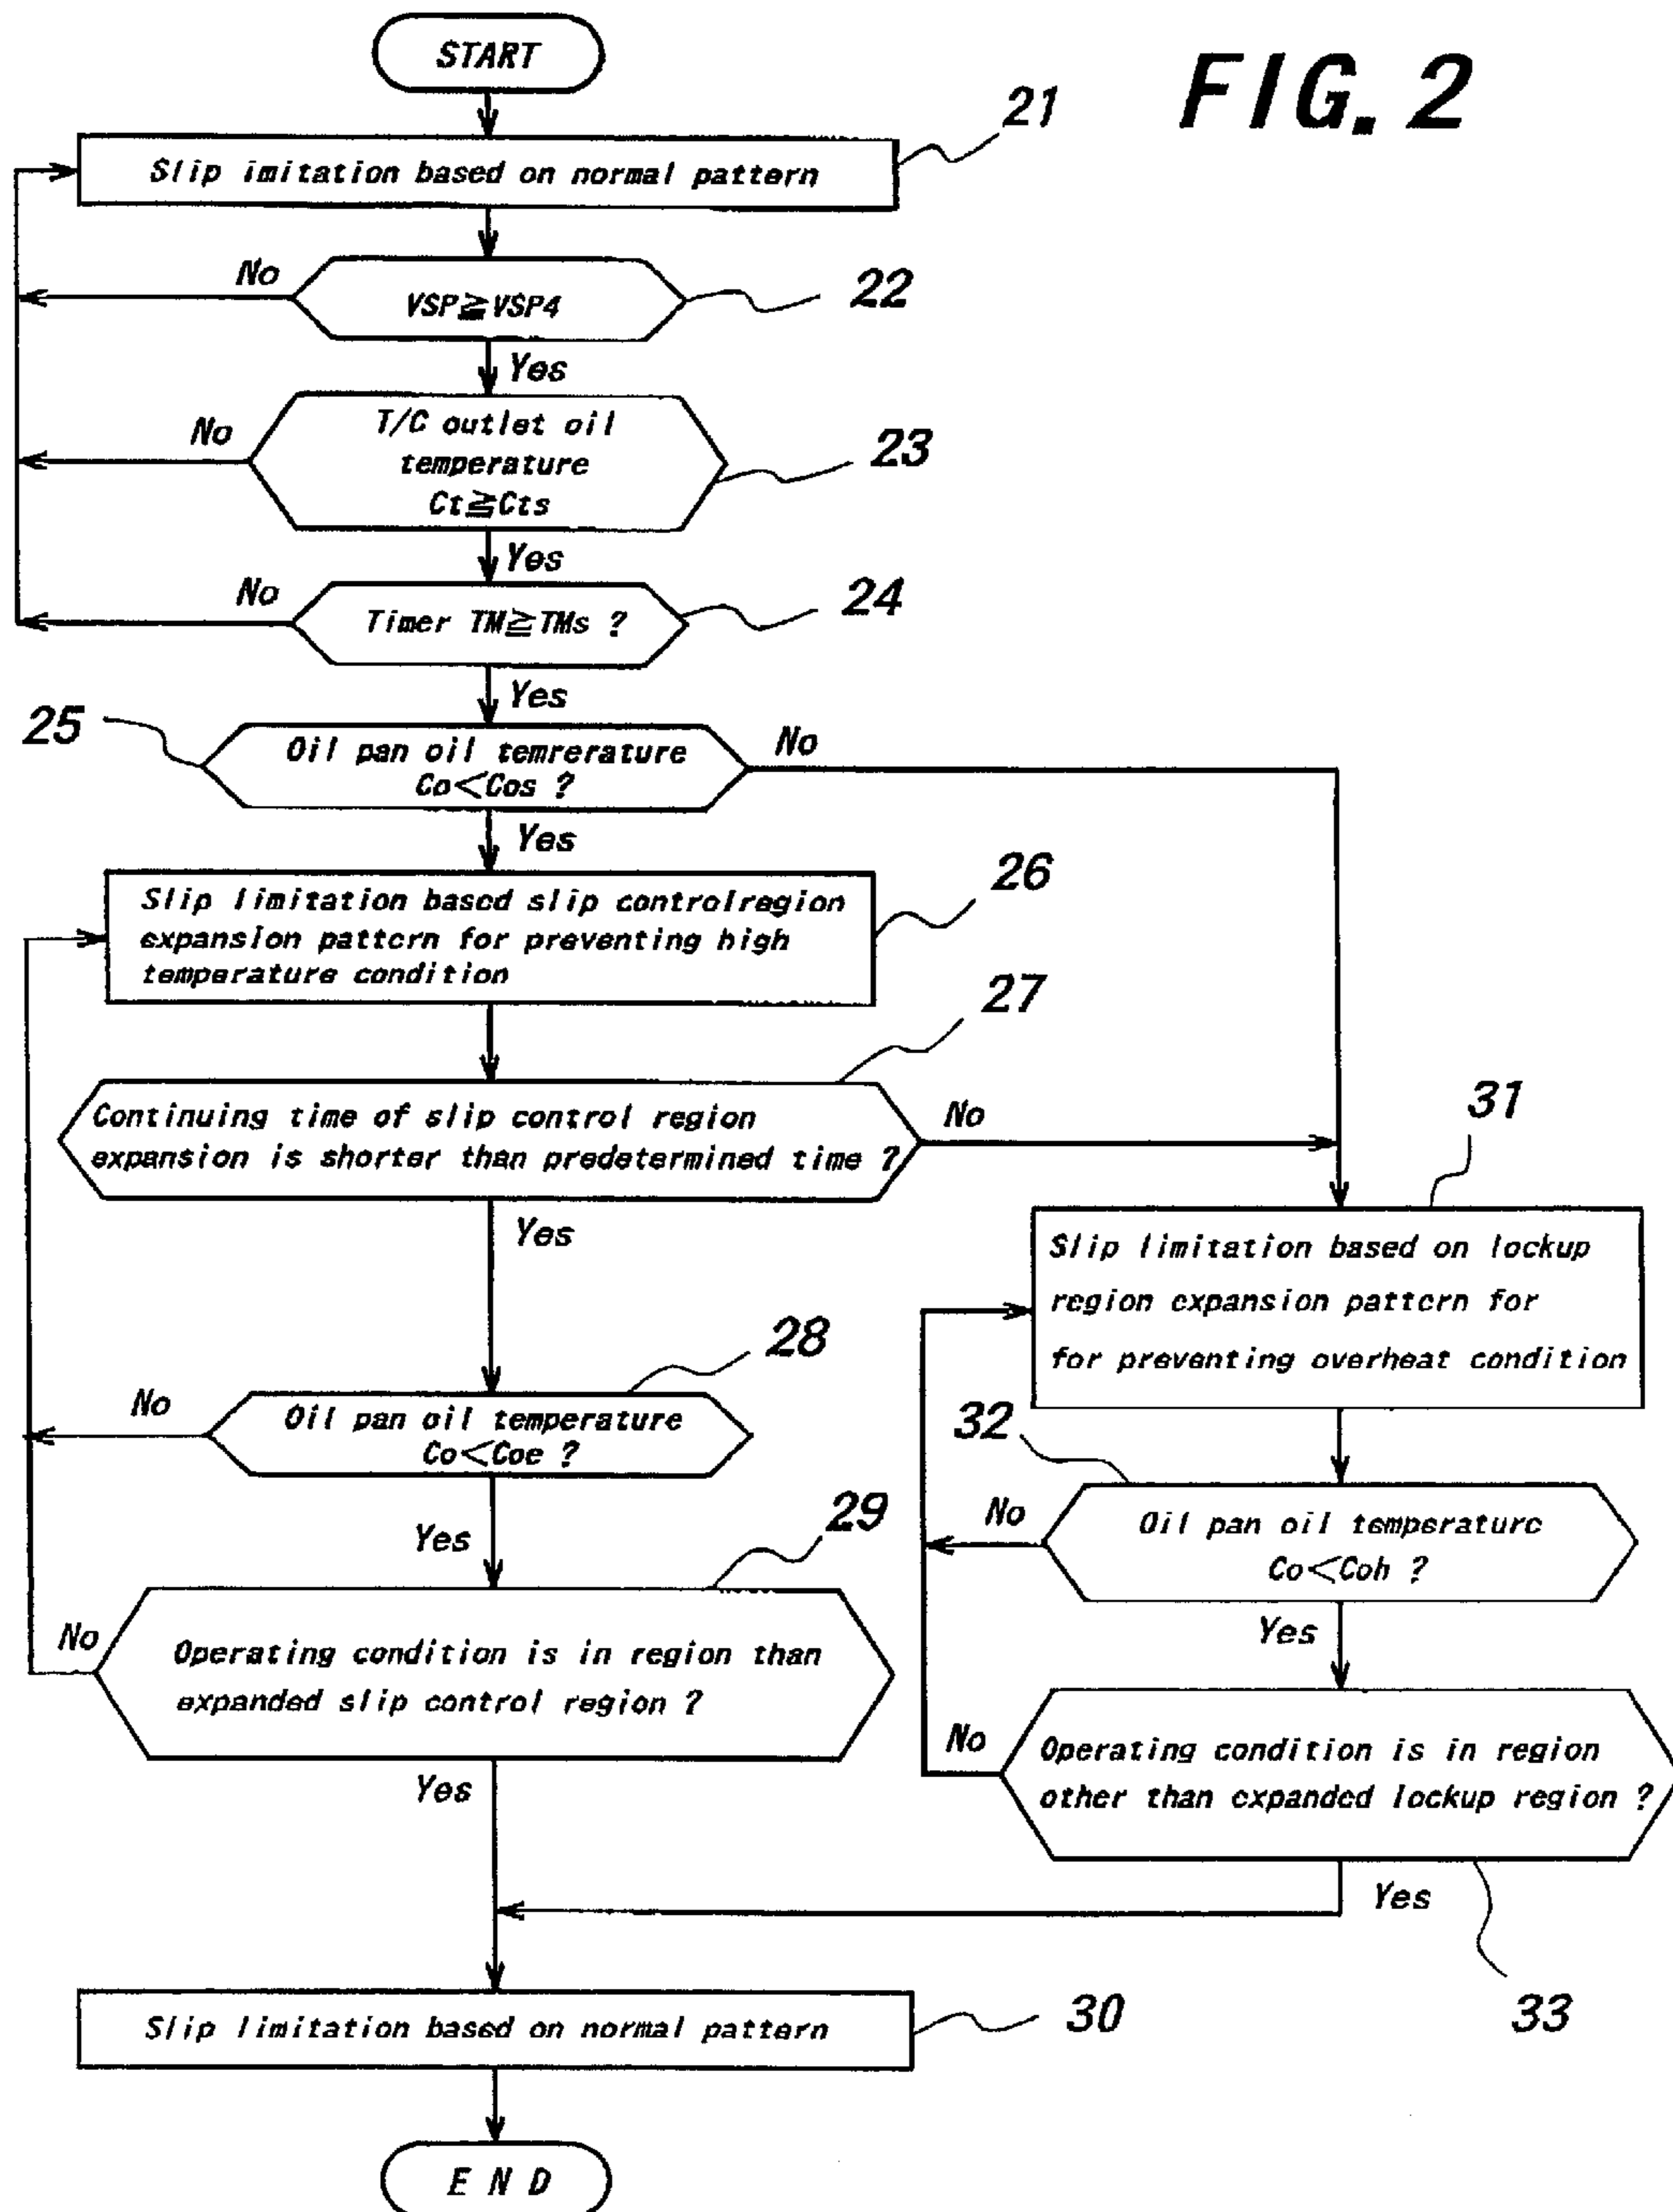 FIG. 2
START
21
Slip imitation based on normal pattern
No
22
VSP≧VSP4
Yes
T/C outlet oil
temperature
Ct≧Cts
No
23
Yes
No
24
Timer TM≧TMs ?
Yes
25
Oil pan oil temrerature
Co<Cos ?
No
Yes
26
Slip limitation based slip controlregion
expansion pattern for preventing high
temperature condition
27
Continuing time of slip control region
expansion is shorter than predetermined time ?
No
Yes
31
Slip limitation based on lockup
region expansion pattern for
for preventing overheat condition
28
No
Oil pan oil temperature
Co<Coe ?
32
Yes
29
No
Oil pan oil temperature
Co<Coh ?
Yes
No
Operating condition is in region than
expanded slip control region ?
No
Operating condition is in region
other than expanded lockup region ?
Yes
Yes
33
Slip limitation based on normal pattern
30
END